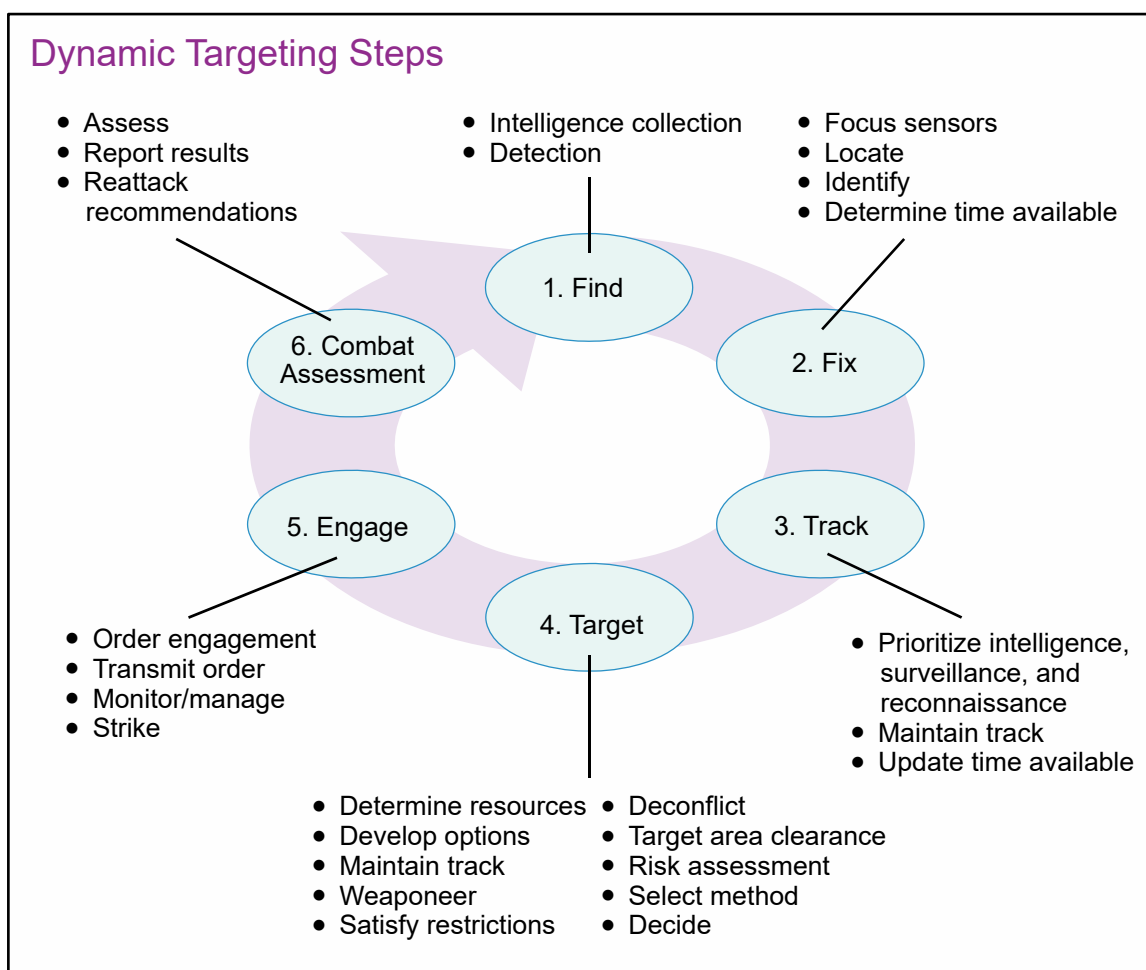 Dynamic Targeting Steps
• Assess
• Report results
• Reattack
recommendations
• Intelligence collection
• Detection
• Focus sensors
• Locate
• Identify
• Determine time available
1. Find
2. Fix
3. Track
4. Target
5. Engage
6. Combat
Assessment
• Prioritize intelligence,
surveillance, and
reconnaissance
• Maintain track
• Update time available
• Determine resources
• Develop options
• Maintain track
• Weaponeer
• Satisfy restrictions
• Deconflict
• Target area clearance
• Risk assessment
• Select method
• Decide
• Order engagement
• Transmit order
• Monitor/manage
• Strike